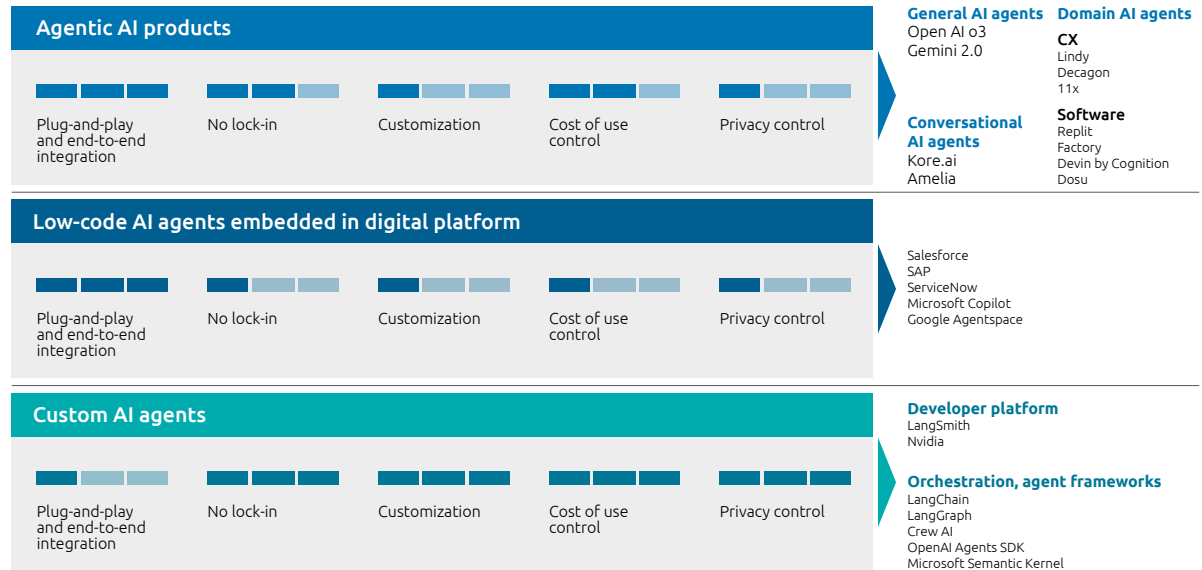 Agentic AI products
Plug-and-play
and end-to-end
integration
No lock-in
Customization
Cost of use
control
Privacy control
General AI agents
Open AI o3
Gemini 2.0
Conversational
AI agents
Kore.ai
Amelia
Domain AI agents
CX
Lindy
Decagon
11x
Software
Replit
Factory
Devin by Cognition
Dosu
Low-code AI agents embedded in digital platform
Plug-and-play
and end-to-end
integration
No lock-in
Customization
Cost of use
control
Privacy control
Salesforce
SAP
ServiceNow
Microsoft Copilot
Google Agentspace
Custom AI agents
Plug-and-play
and end-to-end
integration
No lock-in
Customization
Cost of use
control
Privacy control
Developer platform
LangSmith
Nvidia
Orchestration, agent frameworks
LangChain
LangGraph
Crew AI
OpenAI Agents SDK
Microsoft Semantic Kernel